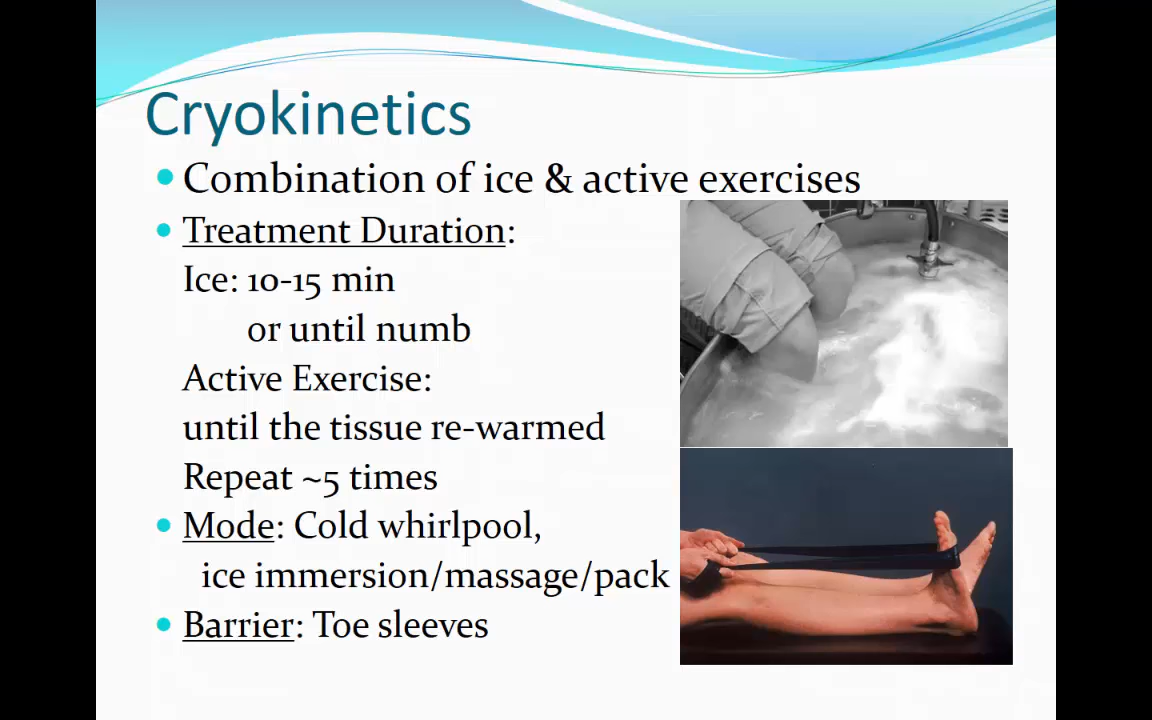 Cryokinetics
Combination of ice & active exercises
Treatment Duration:
Ice: 10-15 min
or until numb
Active Exercise:
until the tissue re-warmed
Repeat ~5 times
Mode: Cold whirlpool,
ice immersion/massage/pack
Barrier: Toe sleeves